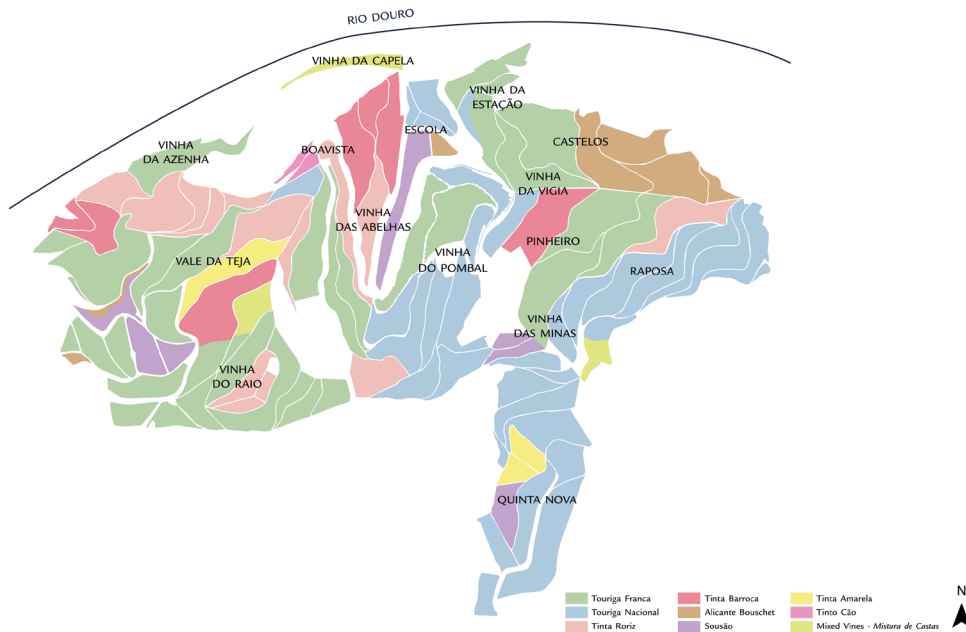 RIO DOURO
VINHA DA CAPELA
VINHA DA
ESTAÇÃO
ESCOLA
CASTELOS
VINHA
DA AZENHA
BOAVISTA
VINHA
DA VIGIA
VINHA
DAS ABELHAS
PINHEIRO
VALE DA TEJA
VINHA
DO POMBAL
RAPOSA
VINHA
DAS MINAS
VINHA
DO RAIO
QUINTA NOVA
Touriga Franca
Touriga Nacional
Tinta Roriz
Tinta Barroca
Alicante Bouschet
Sousão
Tinta Amarela
Tinto Cão
Mixed Vines - Mistura de Castas
N